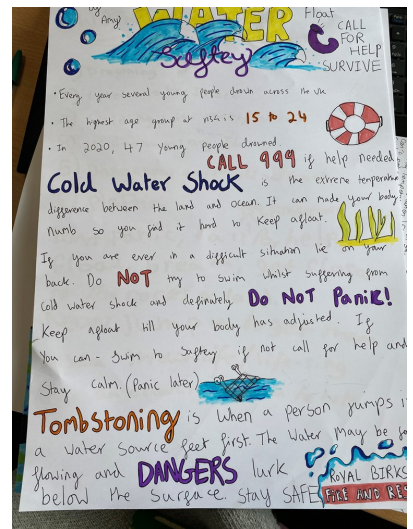 by
Amy
WATER
Saftey
Float
CALL
FOR
HELP
SURVIVE
• Every year several young people drown across the UK
• The highest age group at risk is 15 to 24
• In 2020, 47 young people drowned
CALL 999 if help needed
Cold Water Shock is the extreme temperature
difference between the land and ocean. It can made your body
numb so you find it hard to keep afloat.
If you are ever in a difficult situation lie on your
back. Do NOT try to swim whilst suffering from
cold water shock and definately Do NoT Panic!
Keep afloat till your body has adjusted. If
you can - swim to saftey if not call for help and
stay calm. (panic later)
Tombstoning is when a person jumps i
a water source feet first. The water may be fa
flowing and DANGERS lurk
below the surface. Stay SAFE
ROYAL BIRKS
FIRE AND RES